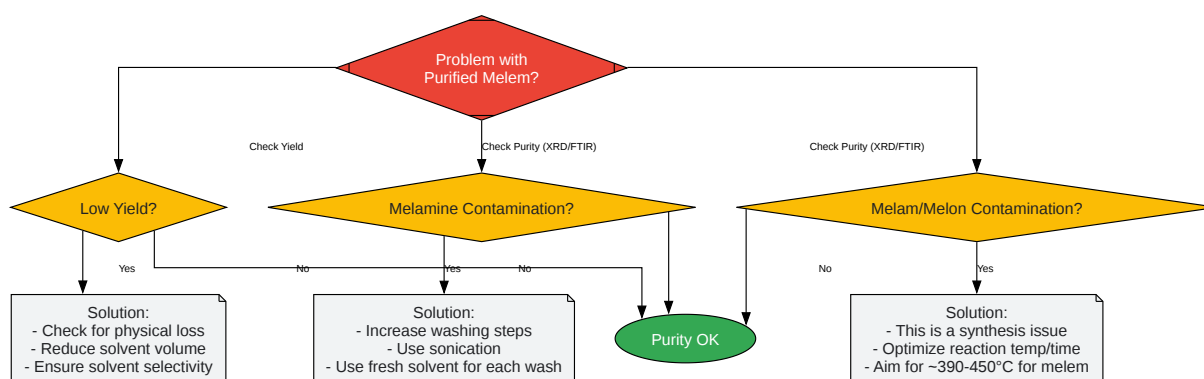 Problem with
Purified Melem?
Check Yield
Check Purity (XRD/FTIR)
Check Purity (XRD/FTIR)
Low Yield?
Melamine Contamination?
Melam/Melon Contamination?
Yes
No
Yes
No
No
Yes
Solution:
- Check for physical loss
- Reduce solvent volume
- Ensure solvent selectivity
Solution:
- Increase washing steps
- Use sonication
- Use fresh solvent for each wash
Purity OK
Solution:
- This is a synthesis issue
- Optimize reaction temp/time
- Aim for ~390-450°C for melem